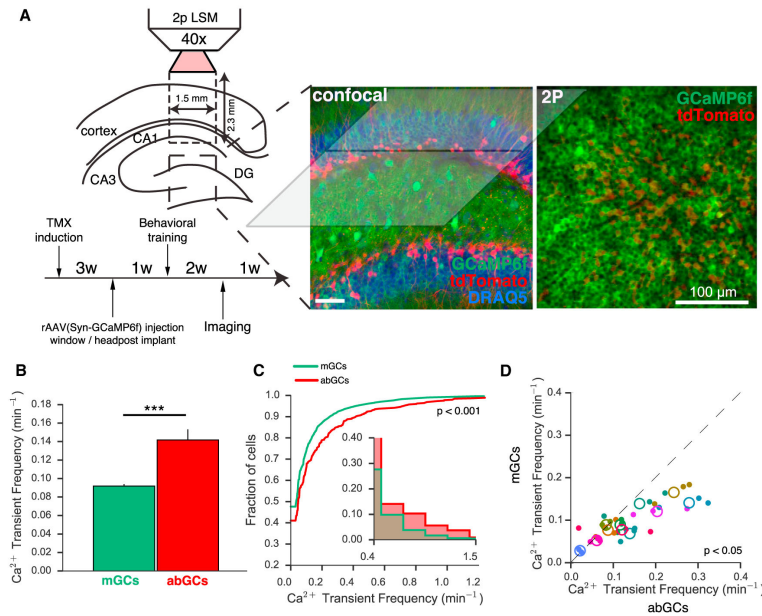 A
2p LSM
40x
1.5 mm
2.3 mm
cortex
CA1
CA3
DG
confocal
GCaMP6f
tdTomato
DRAQ5
2P
GCaMP6f
tdTomato
100 µm
TMX
induction
Behavioral
training
3w
1w
2w
1w
rAAV(Syn-GCaMP6f) injection
window / headpost implant
Imaging
B
Ca2+ Transient Frequency (min−1)
0.18
0.16
0.14
0.12
0.10
0.08
0.06
0.04
0.02
0.00
***
mGCs
abGCs
C
mGCs
abGCs
p < 0.001
Fraction of cells
1.0
0.9
0.8
0.7
0.6
0.5
0.4
0.3
0.2
0.40
0.30
0.20
0.10
0.00
0.4
1.5
0.0
0.2
0.4
0.6
0.8
1.0
1.2
Ca2+ Transient Frequency (min−1)
D
mGCs
Ca2+ Transient Frequency (min−1)
0.4
0.3
0.2
0.1
0.0
p < 0.05
0.0
0.1
0.2
0.3
0.4
Ca2+ Transient Frequency (min−1)
abGCs